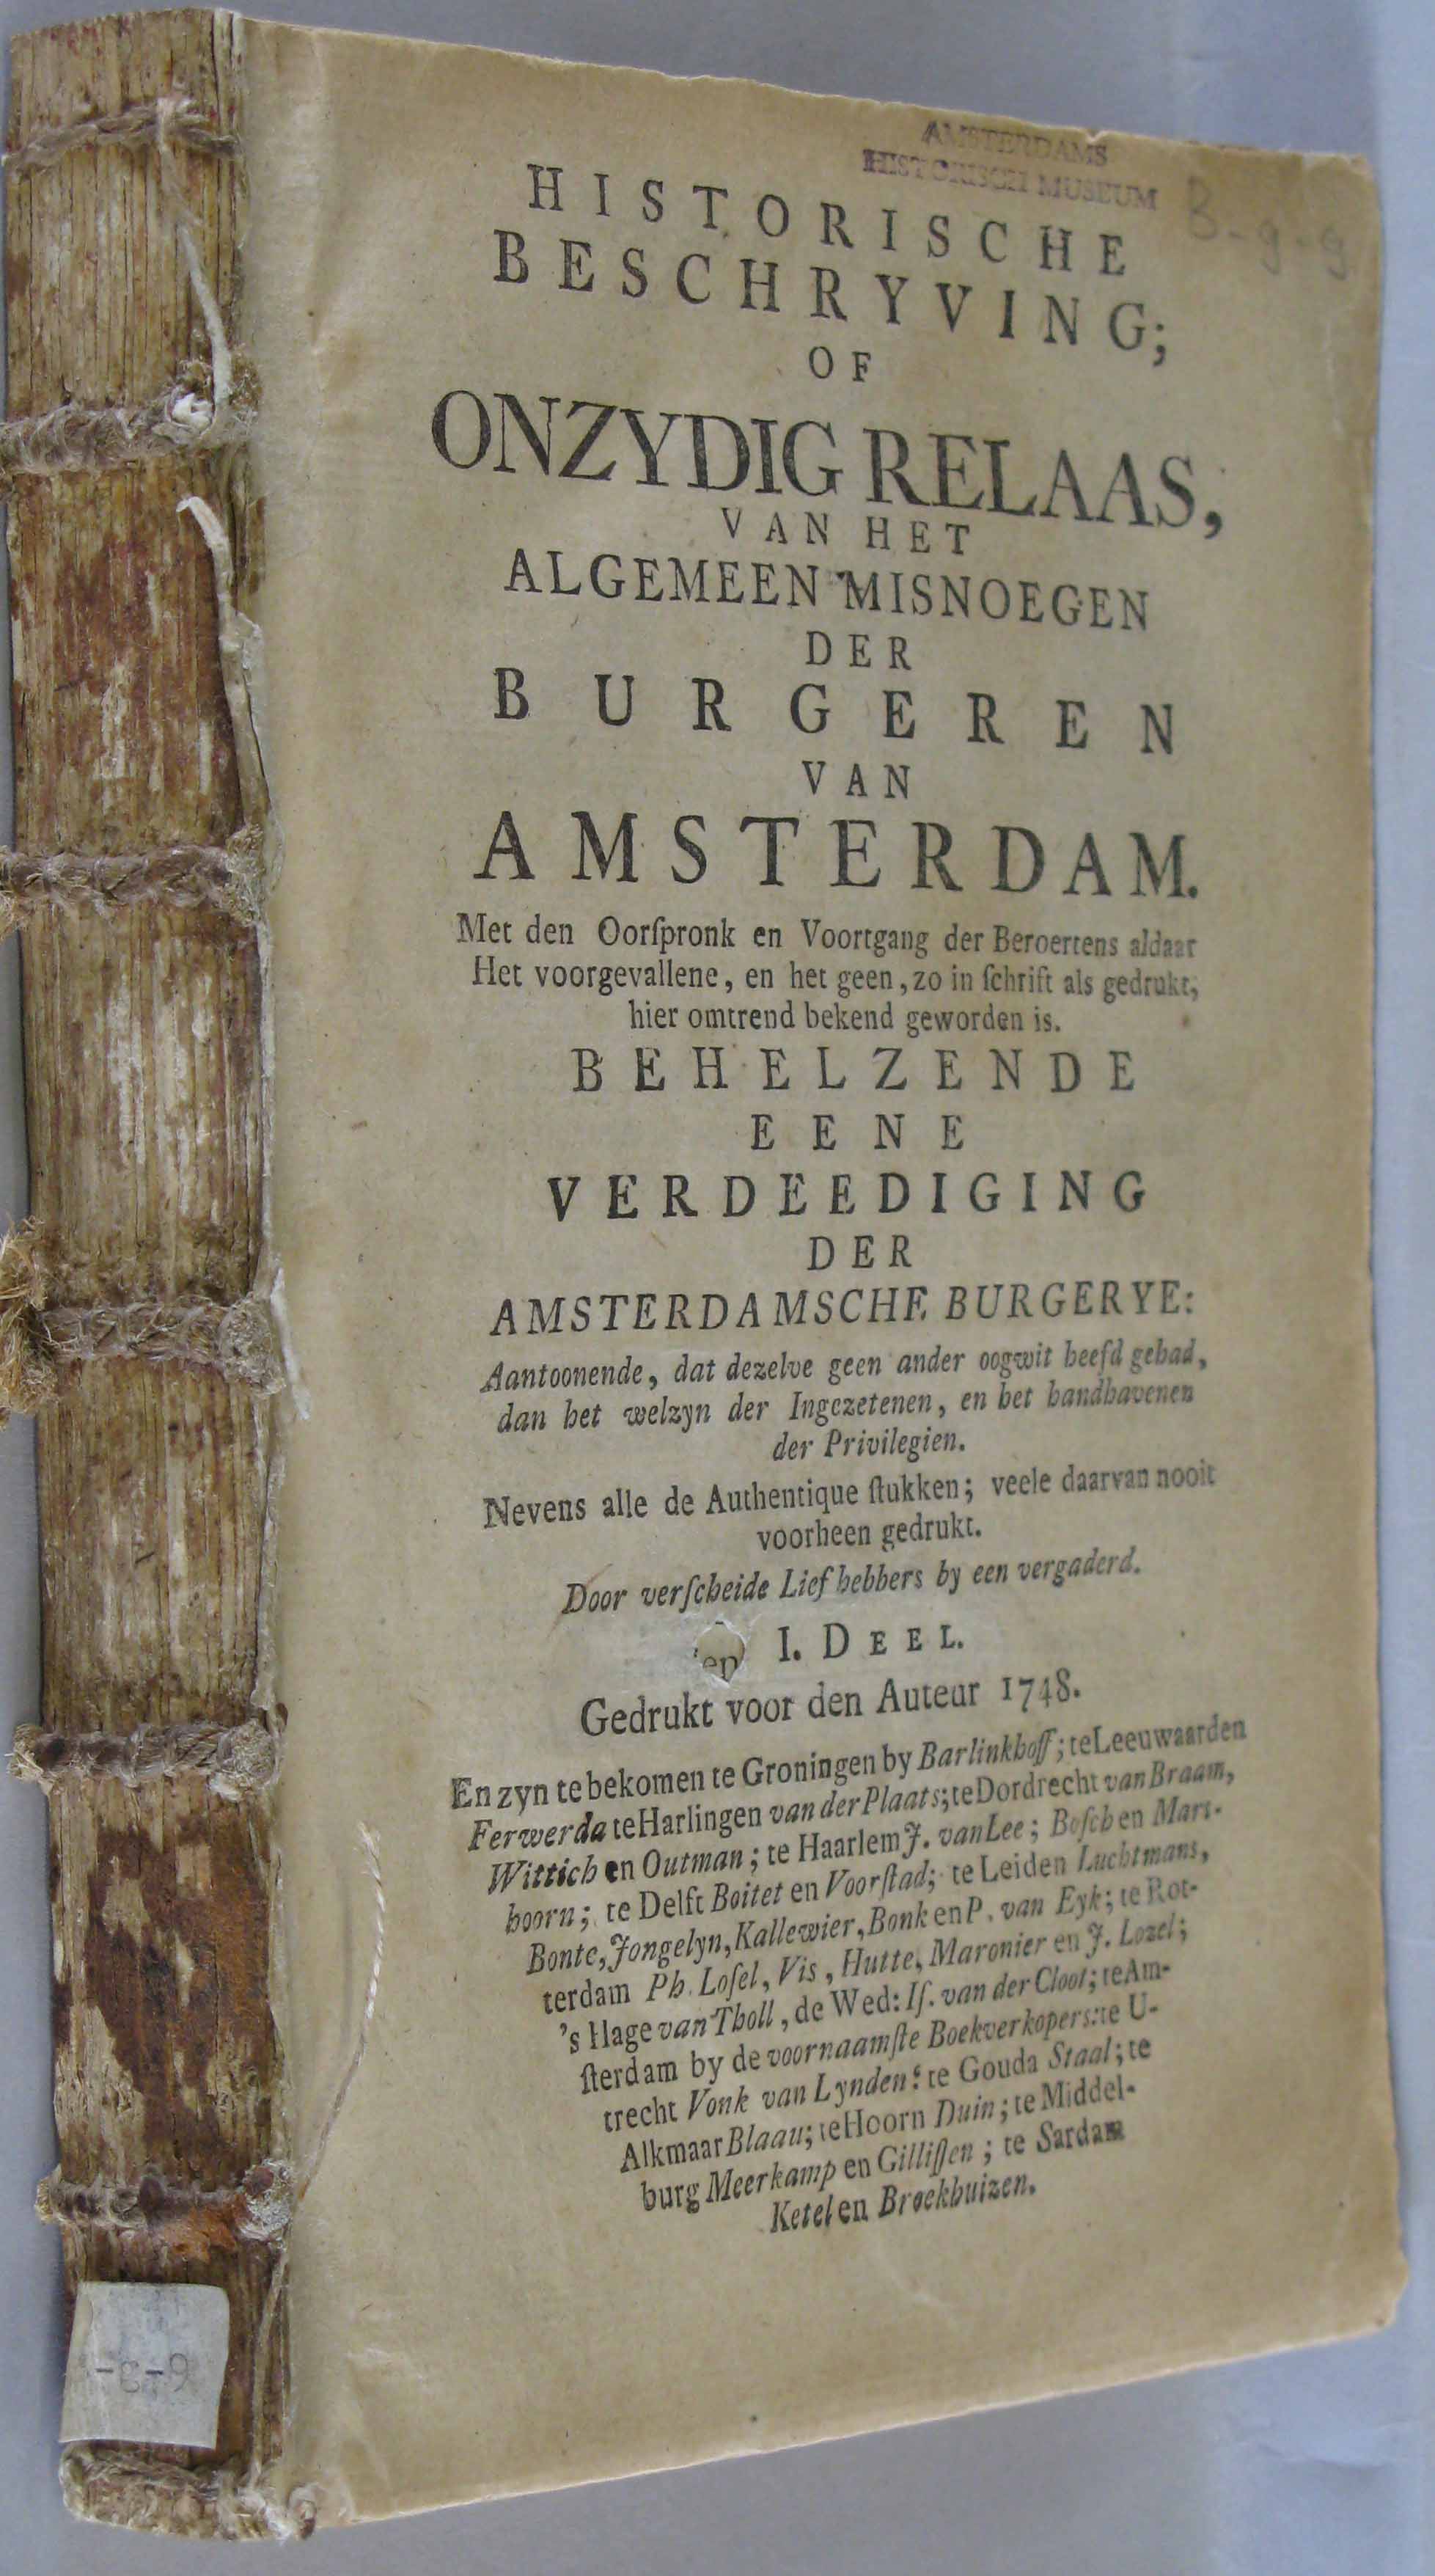 AMSTERDAMS
HISTORISCH MUSEUM
B-9-9
HISTORISCHE
BESCHRYVING;
OF
ONZYDIG RELAAS,
VAN HET
ALGEMEEN MISNOEGEN
DER
BURGEREN
VAN
AMSTERDAM.
Met den Oorſpronk en Voortgang der Beroertens aldaar
Het voorgevallene, en het geen, zo in ſchrift als gedrukt,
hier omtrend bekend geworden is.
BEHELZENDE
EENE
VERDEEDIGING
DER
AMSTERDAMSCHE BURGERYE:
Aantoonende, dat dezelve geen ander oogwit heefd gehad,
dan het welzyn der Ingezetenen, en het handhavenen
der Privilegien.
Nevens alle de Authentique ſtukken; veele daarvan nooit
voorheen gedrukt.
Door verſcheide Liefhebbers by een vergaderd.
I. DEEL.
Gedrukt voor den Auteur 1748.
En zyn te bekomen te Groningen by Barlinkhoff; te Leeuwaarden
Ferwerda te Harlingen van der Plaats; te Dordrecht van Braam,
Wittich en Outman; te Haarlem J. van Lee; Boſch en Mars-
hoorn; te Delft Boitet en Voorſtad; te Leiden Luchtmans,
Bonte, Jongelyn, Kallewier, Bonk en P. van Eyk; te Rot-
terdam Ph. Loſel, Vis, Hutte, Maronier en J. Lozel;
's Hage van Tholl, de Wed: Iſ. van der Cloot; te Am-
ſterdam by de voornaamſte Boekverkopers: te U-
trecht Vonk van Lynden: te Gouda Staal; te
Alkmaar Blaau; te Hoorn Duin; te Middel-
burg Meerkamp en Gilliſſen; te Sardam
Ketel en Broekhuizen.